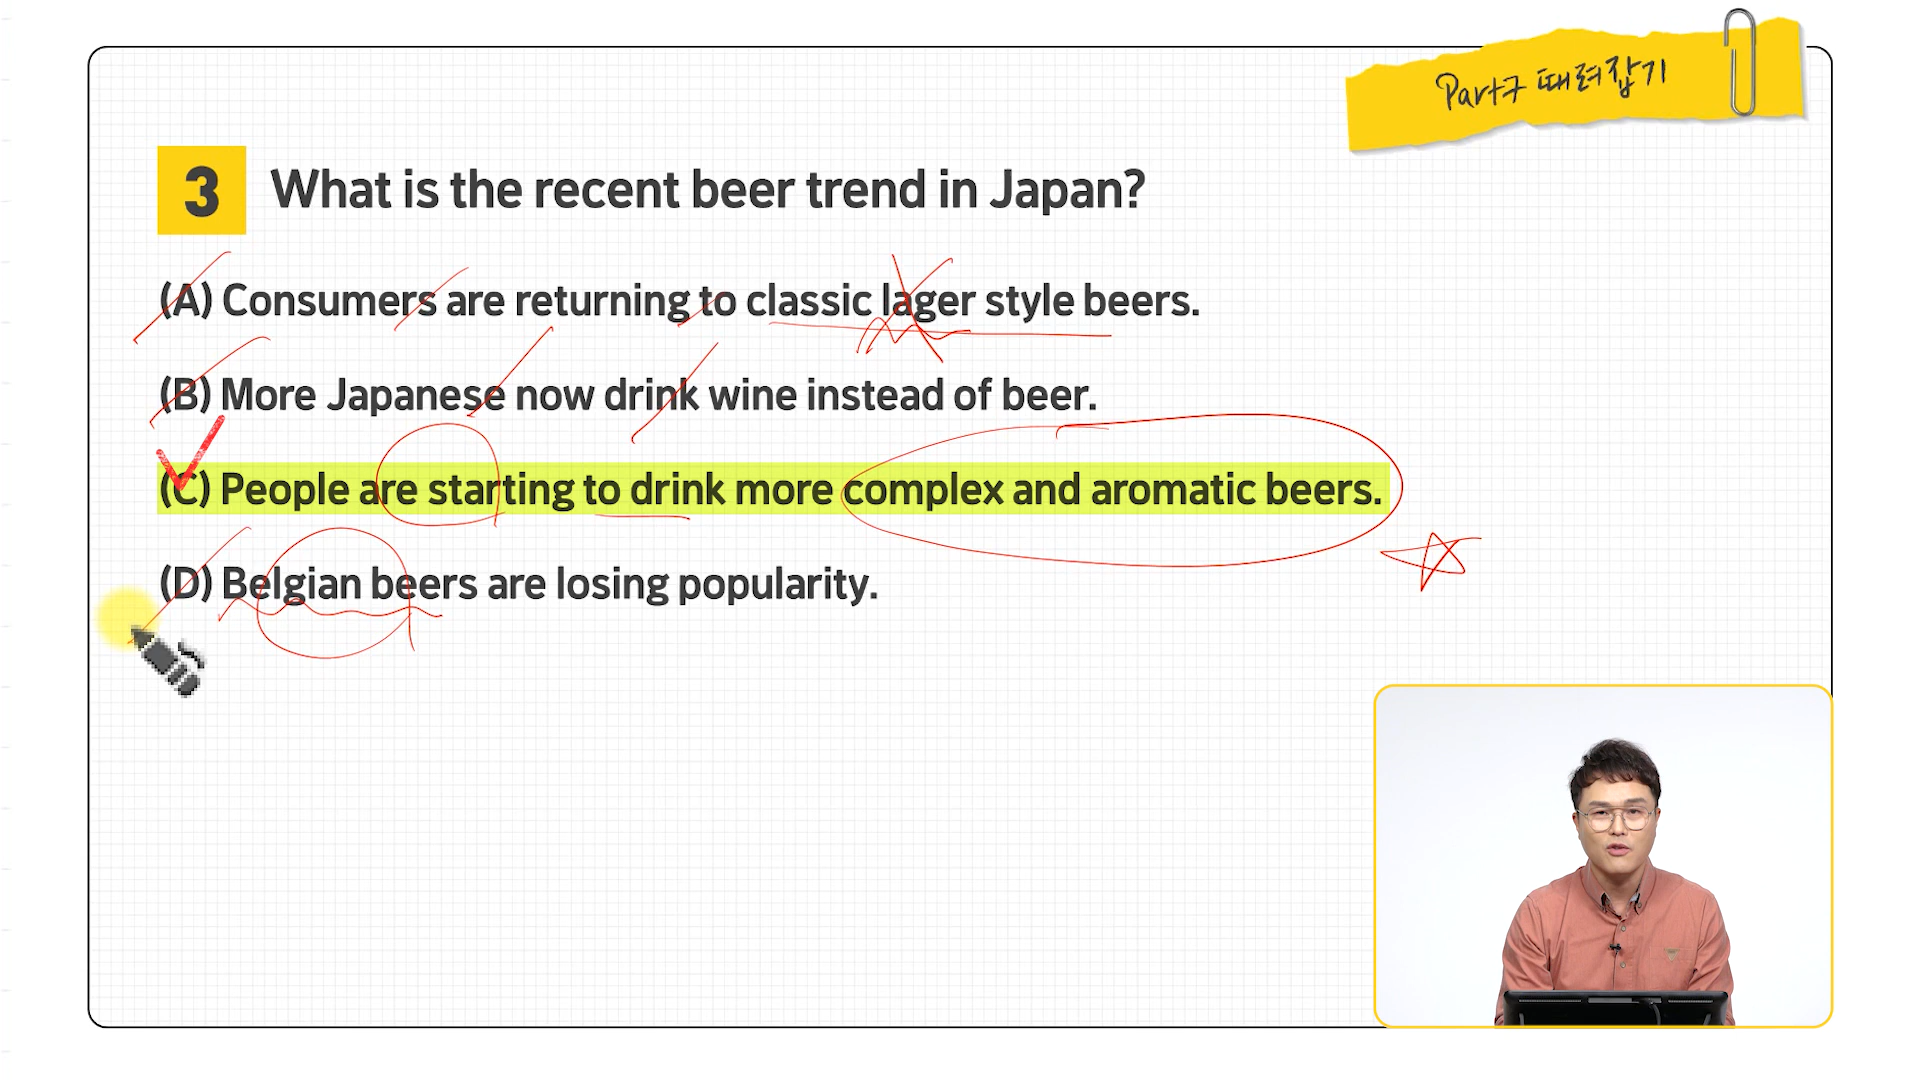 Part7 때려잡기
3 What is the recent beer trend in Japan?
(A) Consumers are returning to classic lager style beers.
(B) More Japanese now drink wine instead of beer.
(C) People are starting to drink more complex and aromatic beers.
(D) Belgian beers are losing popularity.